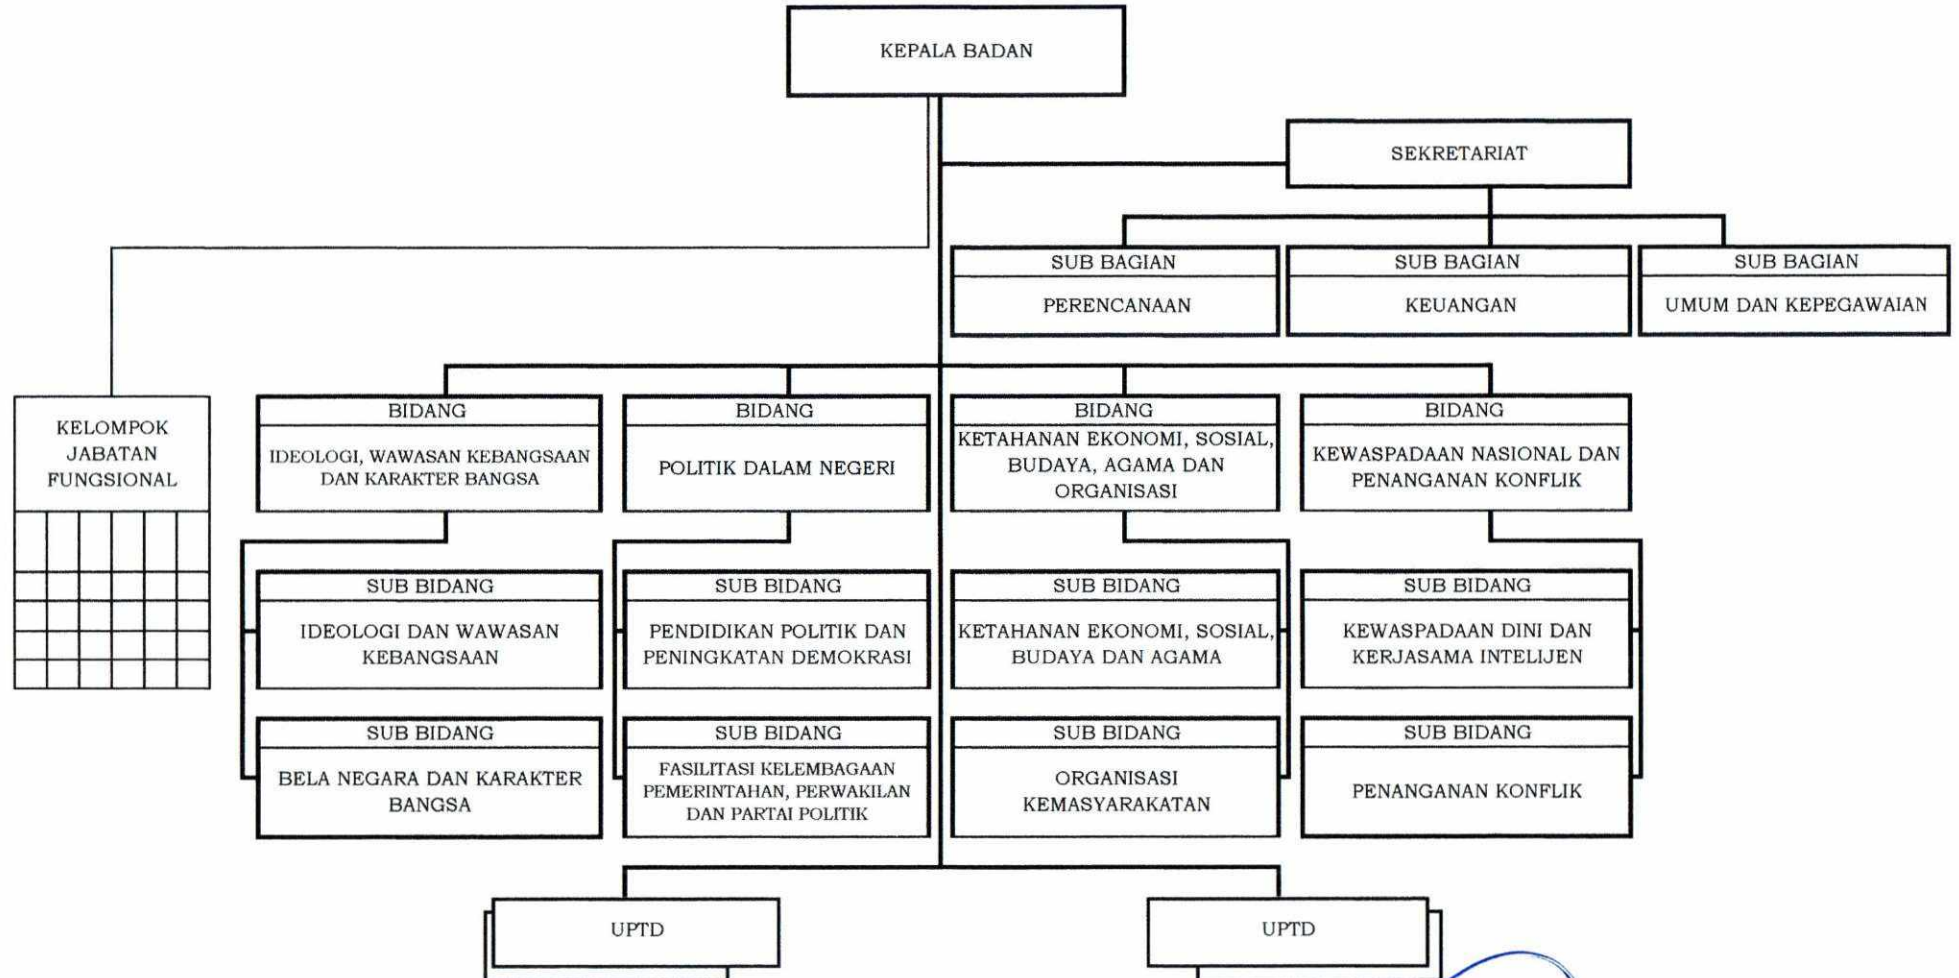 KEPALA BADAN
SEKRETARIAT
SUB BAGIAN
PERENCANAAN
SUB BAGIAN
KEUANGAN
SUB BAGIAN
UMUM DAN KEPEGAWAIAN
KELOMPOK
JABATAN
FUNGSIONAL
BIDANG
IDEOLOGI, WAWASAN KEBANGSAAN
DAN KARAKTER BANGSA
BIDANG
POLITIK DALAM NEGERI
BIDANG
KETAHANAN EKONOMI, SOSIAL,
BUDAYA, AGAMA DAN
ORGANISASI
BIDANG
KEWASPADAAN NASIONAL DAN
PENANGANAN KONFLIK
SUB BIDANG
IDEOLOGI DAN WAWASAN
KEBANGSAAN
SUB BIDANG
PENDIDIKAN POLITIK DAN
PENINGKATAN DEMOKRASI
SUB BIDANG
KETAHANAN EKONOMI, SOSIAL,
BUDAYA DAN AGAMA
SUB BIDANG
KEWASPADAAN DINI DAN
KERJASAMA INTELIJEN
SUB BIDANG
BELA NEGARA DAN KARAKTER
BANGSA
SUB BIDANG
FASILITASI KELEMBAGAAN
PEMERINTAHAN, PERWAKILAN
DAN PARTAI POLITIK
SUB BIDANG
ORGANISASI
KEMASYARAKATAN
SUB BIDANG
PENANGANAN KONFLIK
UPTD
UPTD